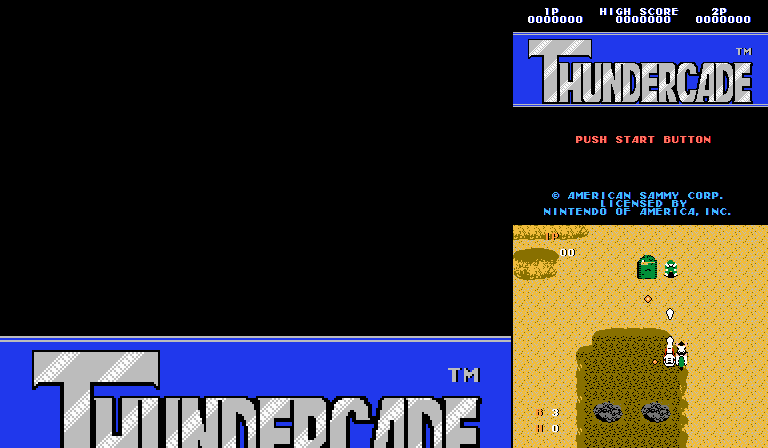 THUNDERCADE
TM
1P HIGH SCORE 2P
0000000 0000000 0000000
THUNDERCADE
TM
PUSH START BUTTON
© AMERICAN SAMMY CORP.
LICENSED BY
NINTENDO OF AMERICA, INC.
1P
00
B 3
M 0